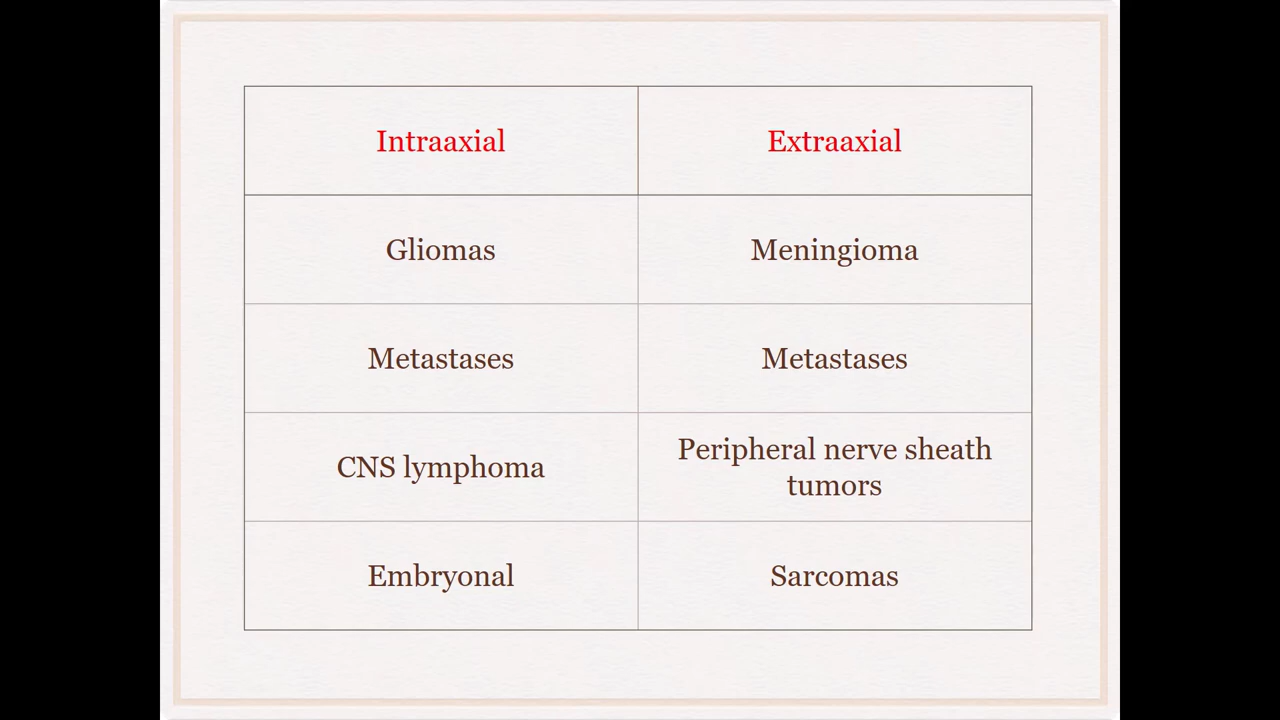 Intraaxial
Extraaxial
Gliomas
Meningioma
Metastases
Metastases
CNS lymphoma
Peripheral nerve sheath
tumors
Embryonal
Sarcomas